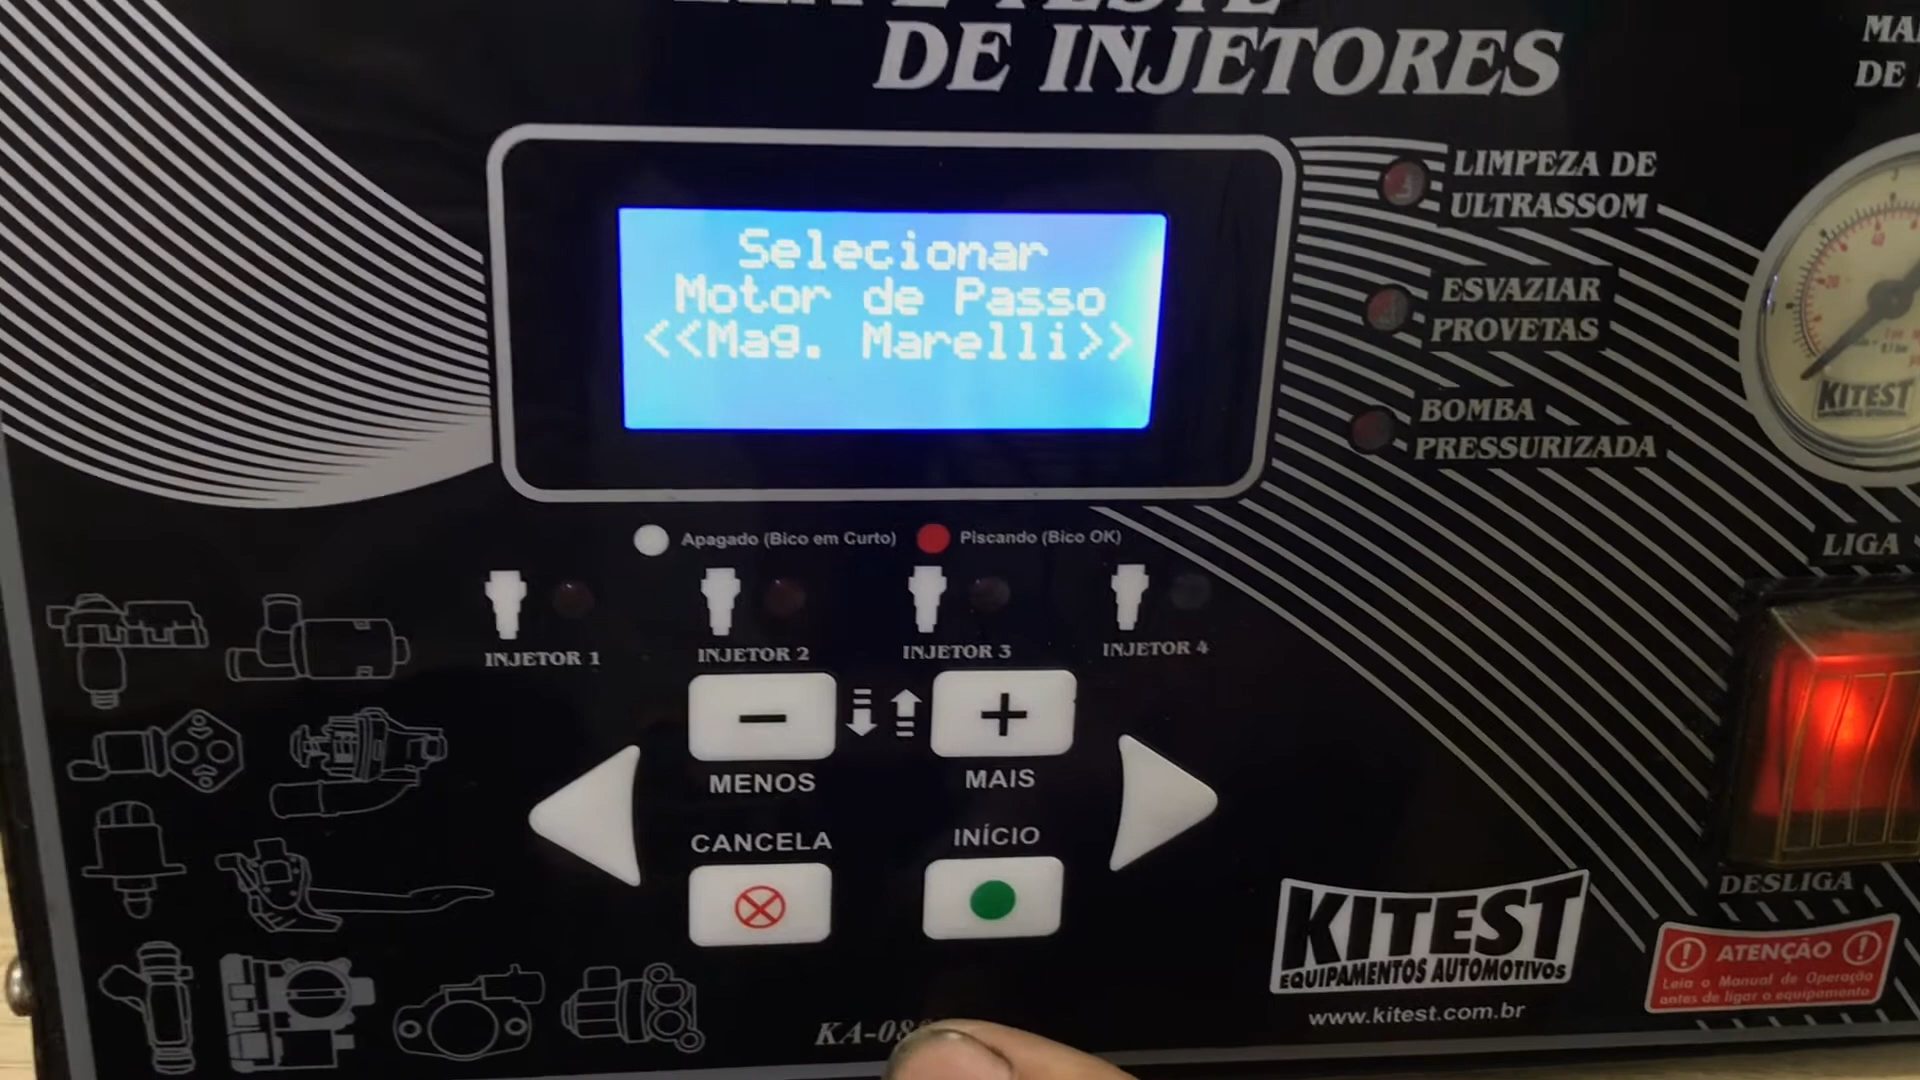 DE INJETORES
LIMPEZA DE
ULTRASSOM
ESVAZIAR
PROVETAS
BOMBA
PRESSURIZADA
Selecionar
Motor de Passo
<<Mag. Marelli>>
KITEST
Apagado (Bico em Curto)
Piscando (Bico OK)
INJETOR 1
INJETOR 2
INJETOR 3
INJETOR 4
MENOS
MAIS
CANCELA
INÍCIO
LIGA
DESLIGA
KITEST
EQUIPAMENTOS AUTOMOTIVOS
www.kitest.com.br
ATENÇÃO
Leia o Manual de Operação
antes de ligar o equipamento